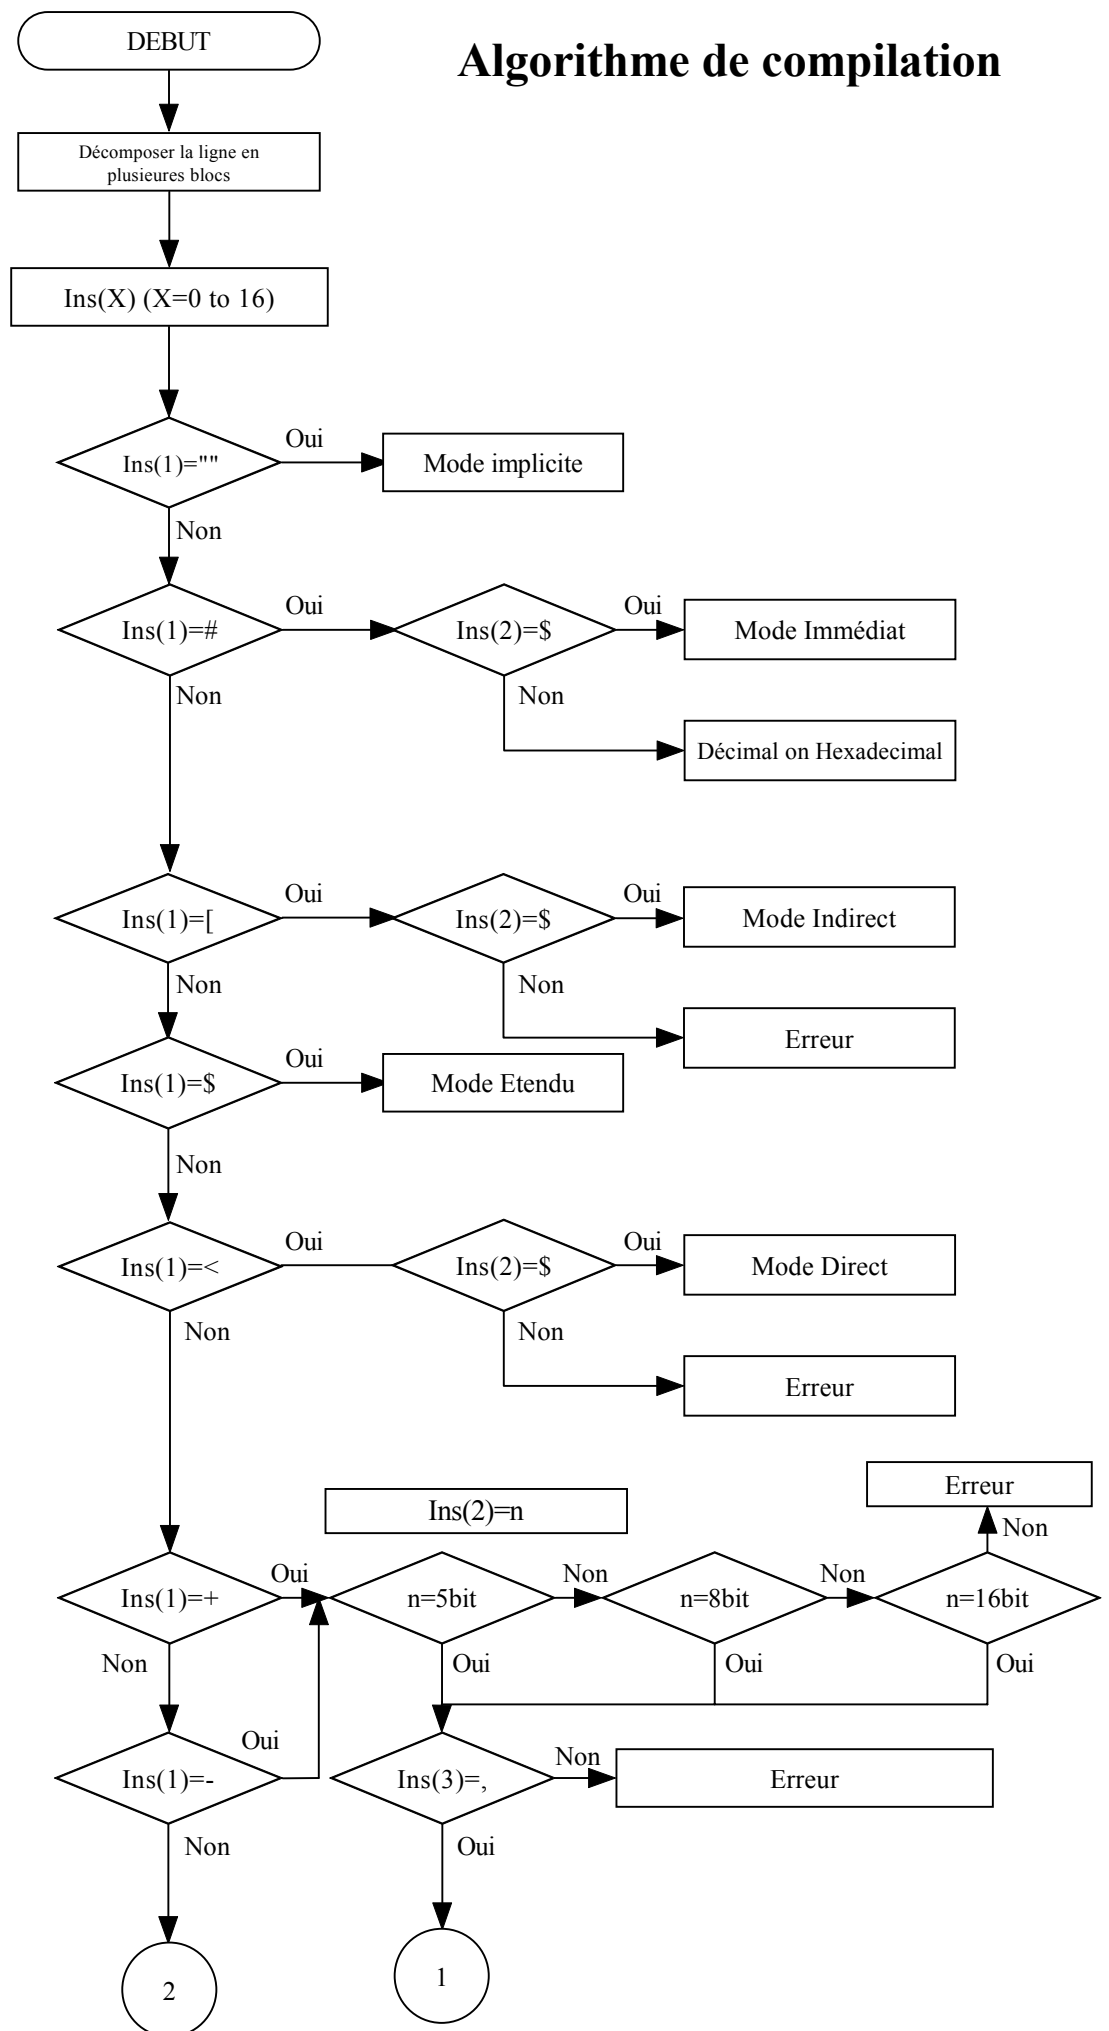 DEBUT
Algorithme de compilation
Décomposer la ligne en
plusieures blocs
Ins(X) (X=0 to 16)
Ins(1)=""
Oui
Mode implicite
Non
Ins(1)=#
Oui
Ins(2)=$
Oui
Mode Immédiat
Non
Non
Décimal on Hexadecimal
Ins(1)=[
Oui
Ins(2)=$
Oui
Mode Indirect
Non
Non
Erreur
Ins(1)=$
Oui
Mode Etendu
Non
Ins(1)=<
Oui
Ins(2)=$
Oui
Mode Direct
Non
Non
Erreur
Erreur
Ins(2)=n
Non
Ins(1)=+
Oui
n=5bit
Non
n=8bit
Non
n=16bit
Non
Oui
Oui
Oui
Ins(1)=-
Oui
Ins(3)=,
Non
Erreur
Non
Oui
2
1